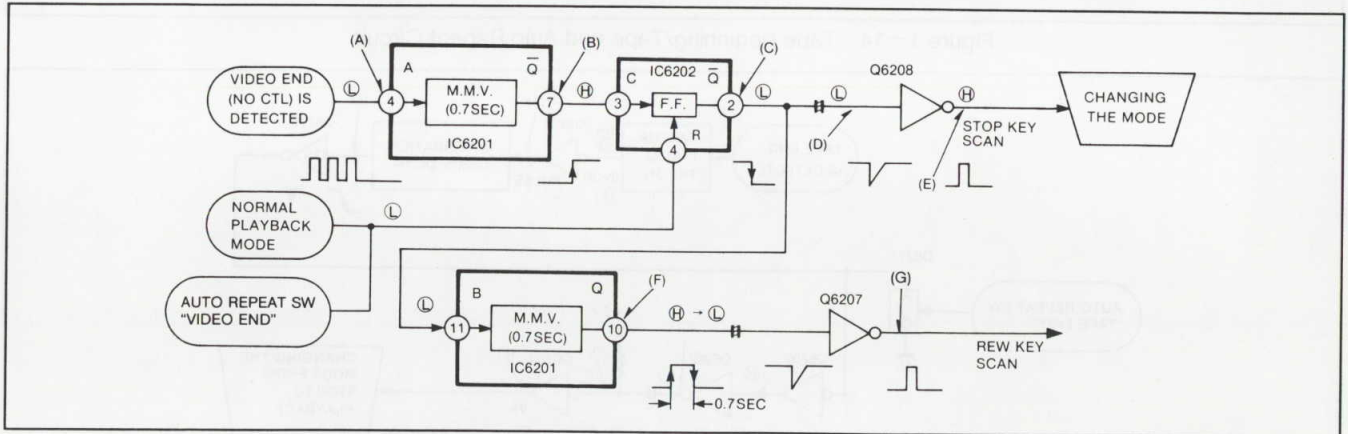 (A)
(B)
(C)
VIDEO END
(NO CTL) IS
DETECTED
Ⓛ
4
A
Q̅
M.M.V.
(0.7SEC)
IC6201
7
Ⓗ
3
C
IC6202
Q̅
F.F.
R
4
2
Ⓛ
Ⓛ
(D)
Q6208
Ⓗ
STOP KEY
SCAN
(E)
CHANGING
THE MODE
NORMAL
PLAYBACK
MODE
Ⓛ
AUTO REPEAT SW
"VIDEO END"
Ⓛ
11
B
Q
M.M.V.
(0.7SEC)
IC6201
10
(F)
Ⓗ → Ⓛ
0.7SEC
Q6207
(G)
REW KEY
SCAN